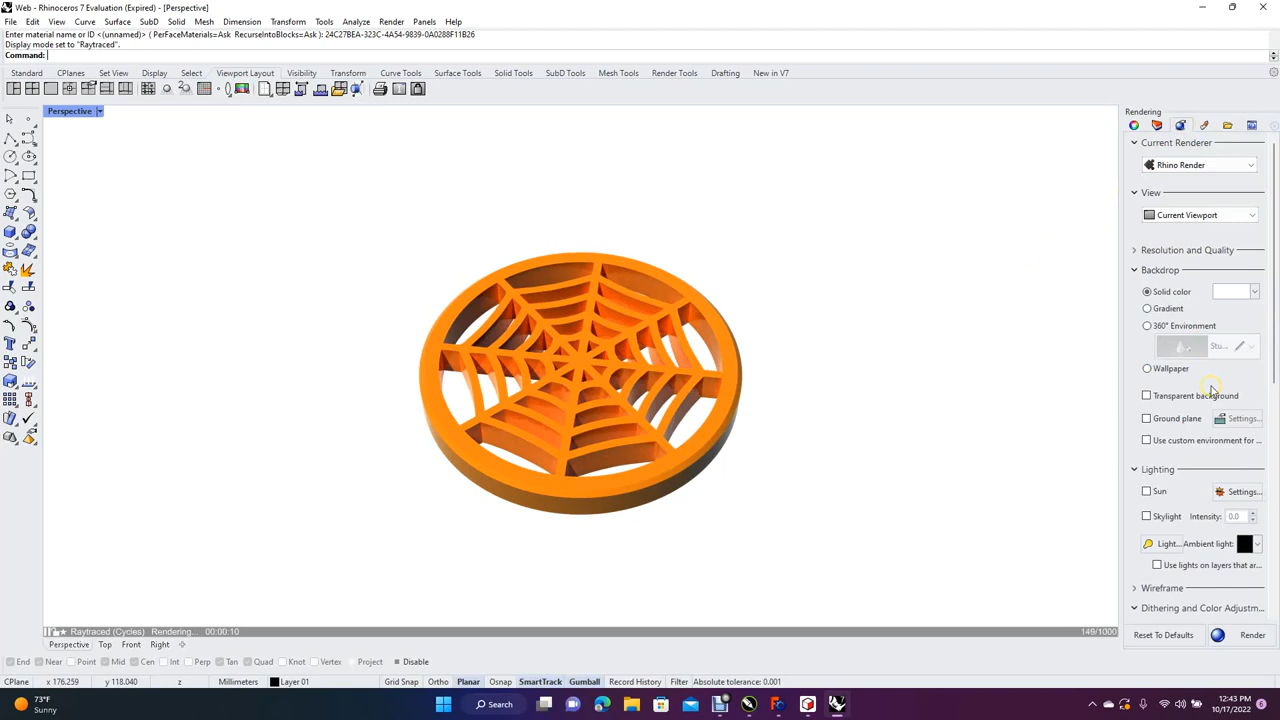 Web - Rhinoceros 7 Evaluation (Expired) - [Perspective]
File Edit View Curve Surface SubD Solid Mesh Dimension Transform Tools Analyze Render Panels Help
Enter material name or ID <(unnamed)> ( PerFaceMaterials=Ask RecurseIntoBlocks=Ask ): 24C27BEA-323C-4A54-9839-0A0288F11B26
Display mode set to "Raytraced".
Command:
Standard CPlanes Set View Display Select Viewport Layout Visibility Transform Curve Tools Surface Tools Solid Tools SubD Tools Mesh Tools Render Tools Drafting New in V7
Perspective
Rendering
Current Renderer
Rhino Render
View
Current Viewport
Resolution and Quality
Backdrop
Solid color
Gradient
360° Environment
Stu...
Wallpaper
Transparent background
Ground plane Settings...
Use custom environment for ...
Lighting
Sun Settings...
Skylight Intensity: 0.0
Light... Ambient light:
Use lights on layers that ar...
Wireframe
Dithering and Color Adjustm...
Reset To Defaults Render
Raytraced (Cycles) Rendering... 00:00:10 149/1000
Perspective Top Front Right
End Near Point Mid Cen Int Perp Tan Quad Knot Vertex Project Disable
CPlane x 176.259 y 118.040 z Millimeters Layer 01 Grid Snap Ortho Planar Osnap SmartTrack Gumball Record History Filter Absolute tolerance: 0.001
73°F
Sunny
Search
12:43 PM
10/17/2022